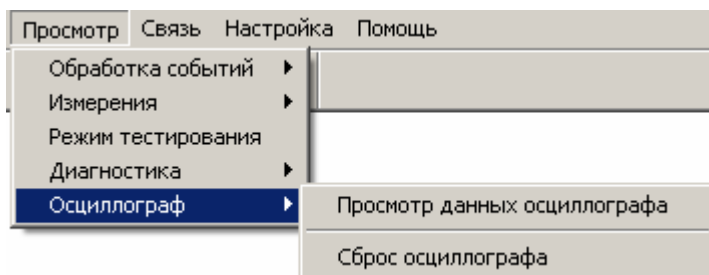 Просмотр Связь Настройка Помощь
Обработка событий
Измерения
Режим тестирования
Диагностика
Осциллограф
Просмотр данных осциллографа
Сброс осциллографа